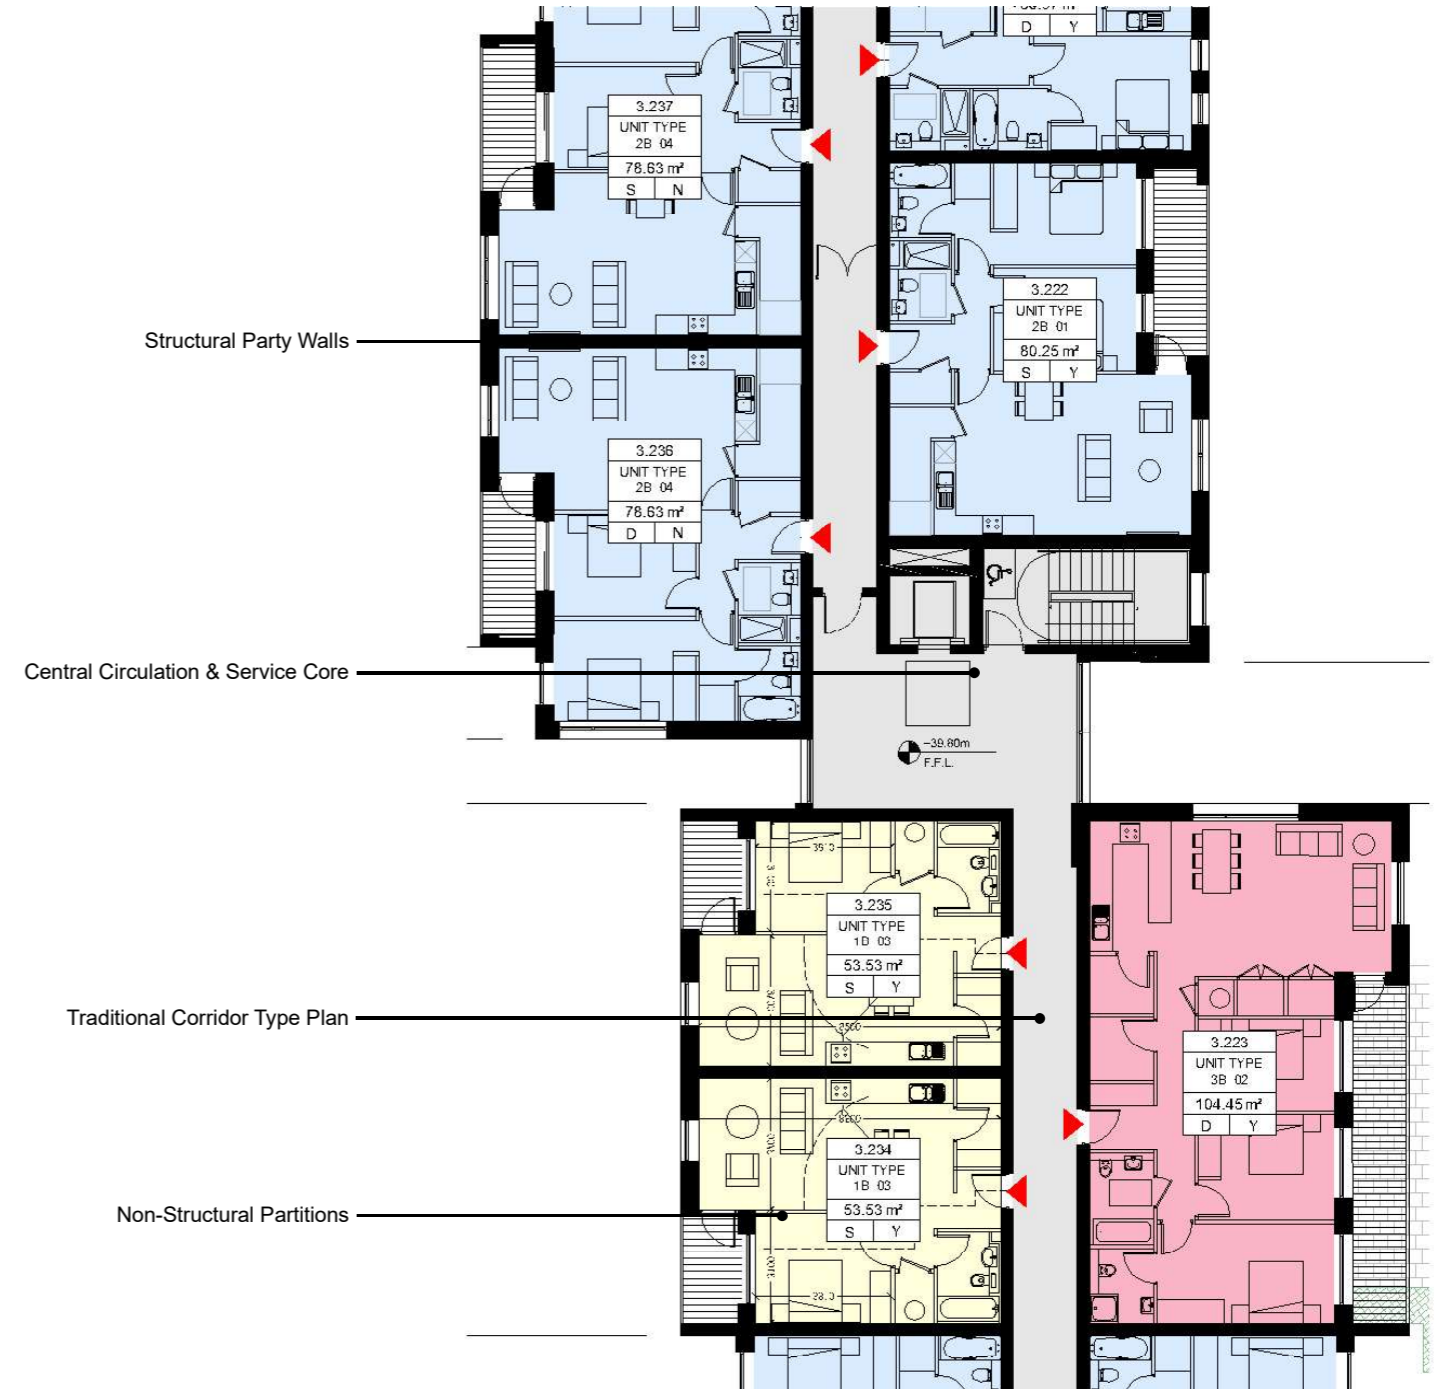 D Y
3.237
UNIT TYPE
2B 04
78.63 m²
S N
3.222
UNIT TYPE
2B 01
80.25 m²
S Y
Structural Party Walls
3.236
UNIT TYPE
2B 04
78.63 m²
D N
Central Circulation & Service Core
39.80m
F.F.L.
3.235
UNIT TYPE
03
53.53 m²
S Y
Traditional Corridor Type Plan
3.223
UNIT TYPE
3B 02
104.45 m²
D Y
3.234
UNIT TYPE
1B 03
53.53 m²
S Y
Non-Structural Partitions